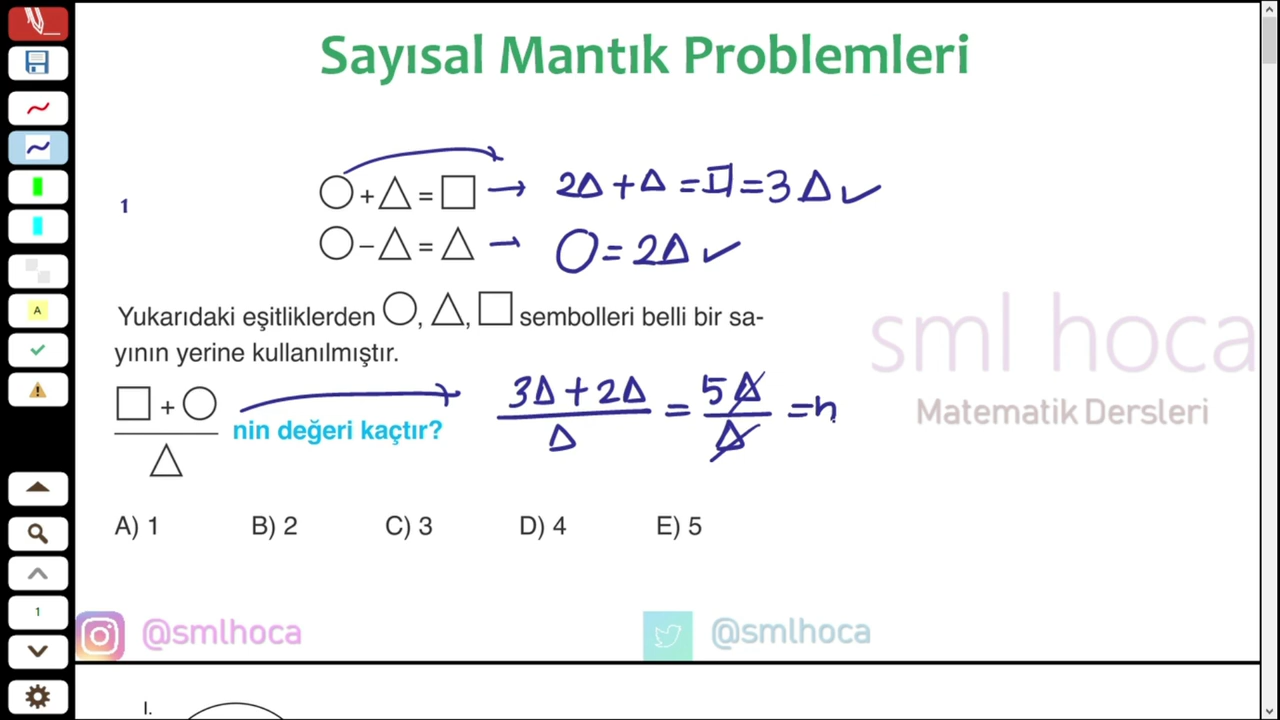 Sayısal Mantık Problemleri
1
○ + △ = □ → 2△ + △ = □ = 3△ ✓
○ − △ = △ → ○ = 2△ ✓
Yukarıdaki eşitliklerden ○, △, □ sembolleri belli bir sa-
yının yerine kullanılmıştır.
□ + ○
△
nin değeri kaçtır?
3△ + 2△
△
=
5△
△
=
A) 1 B) 2 C) 3 D) 4 E) 5
sml hoca
Matematik Dersleri
@smlhoca @smlhoca
I.
A
1